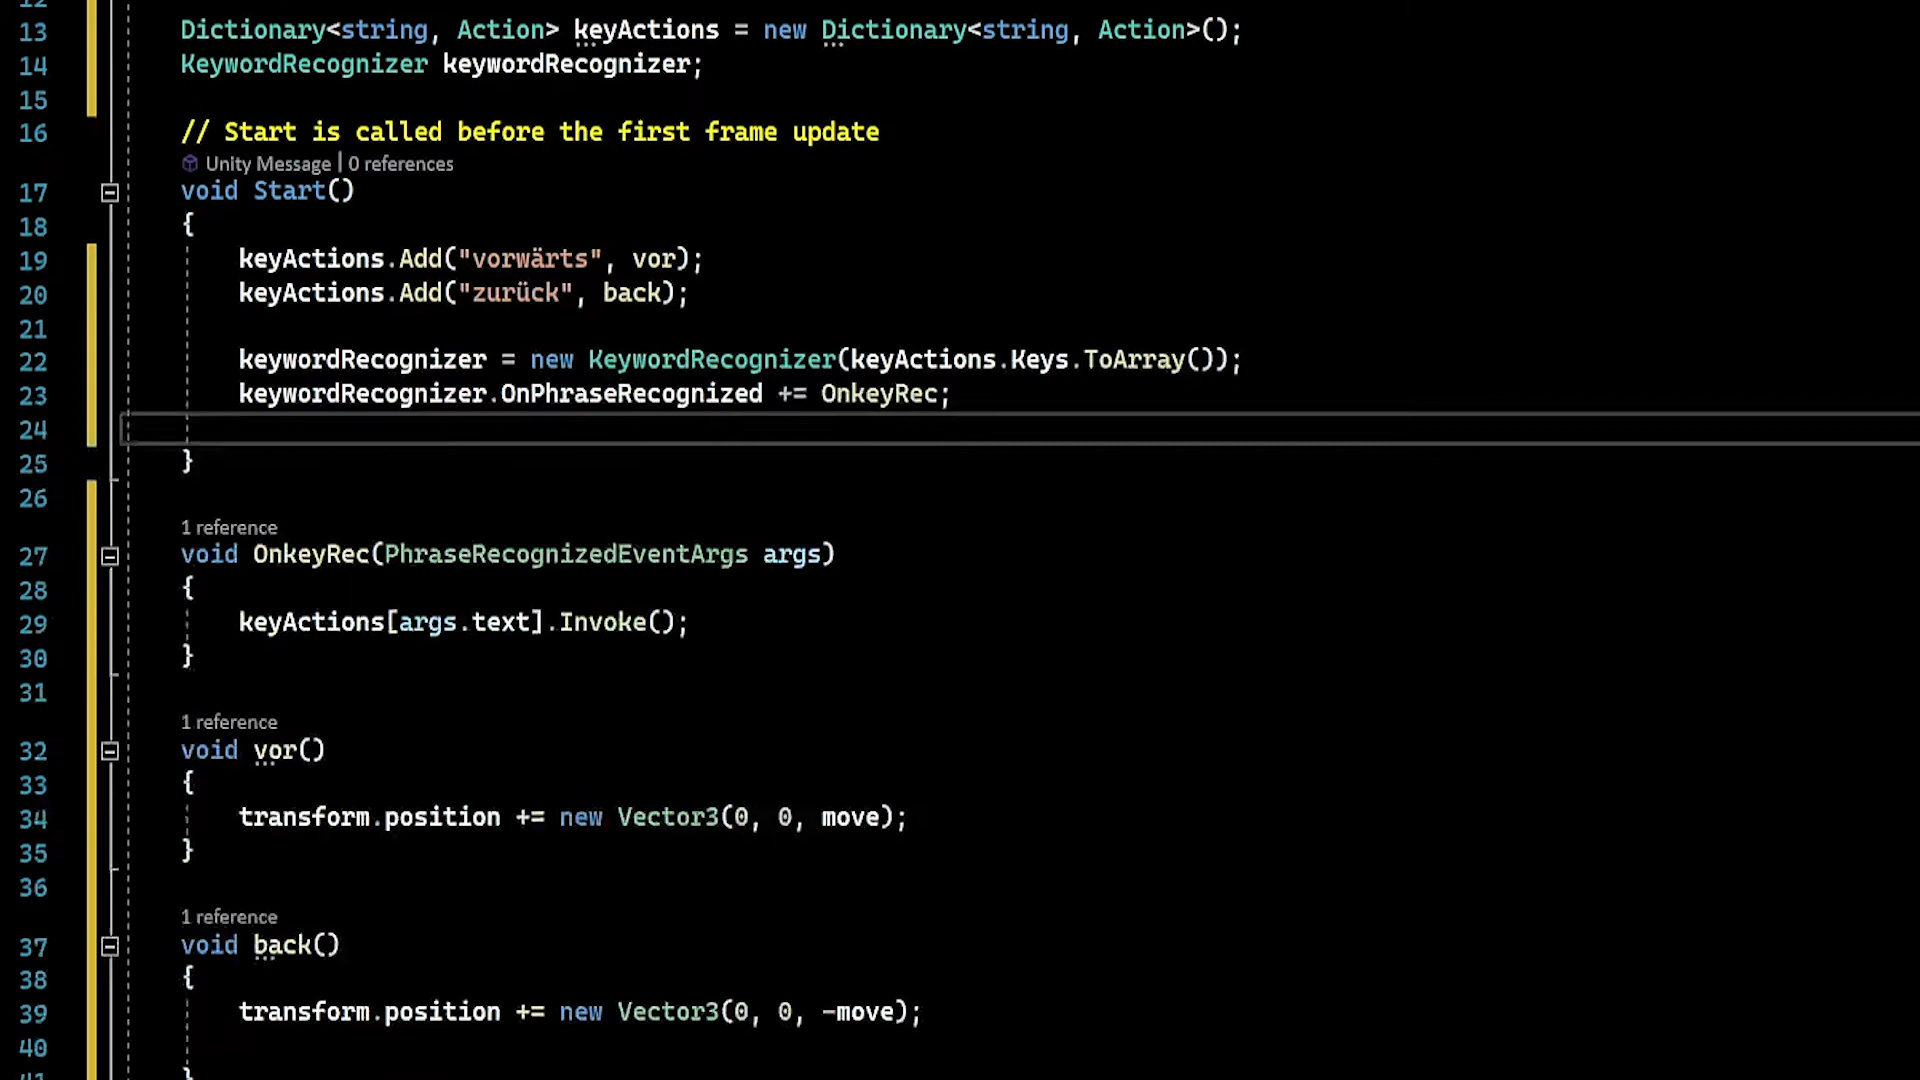 12
13 Dictionary<string, Action> keyActions = new Dictionary<string, Action>();
14 KeywordRecognizer keywordRecognizer;
15
16 // Start is called before the first frame update
Unity Message | 0 references
17 void Start()
18 {
19 keyActions.Add("vorwärts", vor);
20 keyActions.Add("zurück", back);
21
22 keywordRecognizer = new KeywordRecognizer(keyActions.Keys.ToArray());
23 keywordRecognizer.OnPhraseRecognized += OnkeyRec;
24
25 }
26
1 reference
27 void OnkeyRec(PhraseRecognizedEventArgs args)
28 {
29 keyActions[args.text].Invoke();
30 }
31
1 reference
32 void vor()
33 {
34 transform.position += new Vector3(0, 0, move);
35 }
36
1 reference
37 void back()
38 {
39 transform.position += new Vector3(0, 0, -move);
40
41 }